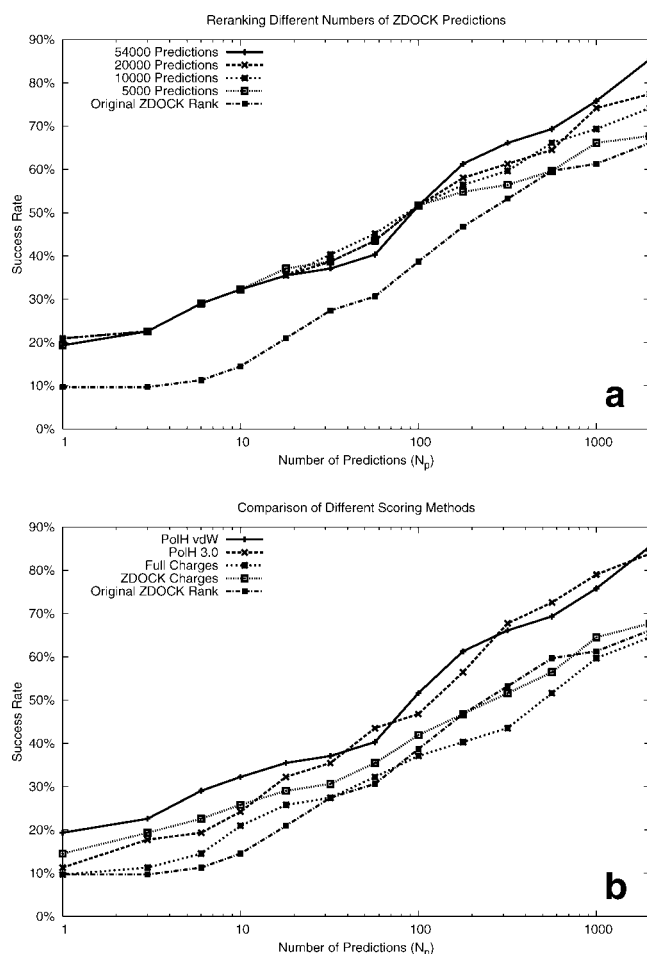 Reranking Different Numbers of ZDOCK Predictions
90%
80%
70%
60%
50%
40%
30%
20%
10%
0%
Success Rate
54000 Predictions
20000 Predictions
10000 Predictions
5000 Predictions
Original ZDOCK Rank
a
1
10
100
1000
Number of Predictions (Np)
Comparison of Different Scoring Methods
90%
80%
70%
60%
50%
40%
30%
20%
10%
0%
Success Rate
PolH vdW
PolH 3.0
Full Charges
ZDOCK Charges
Original ZDOCK Rank
b
1
10
100
1000
Number of Predictions (Np)